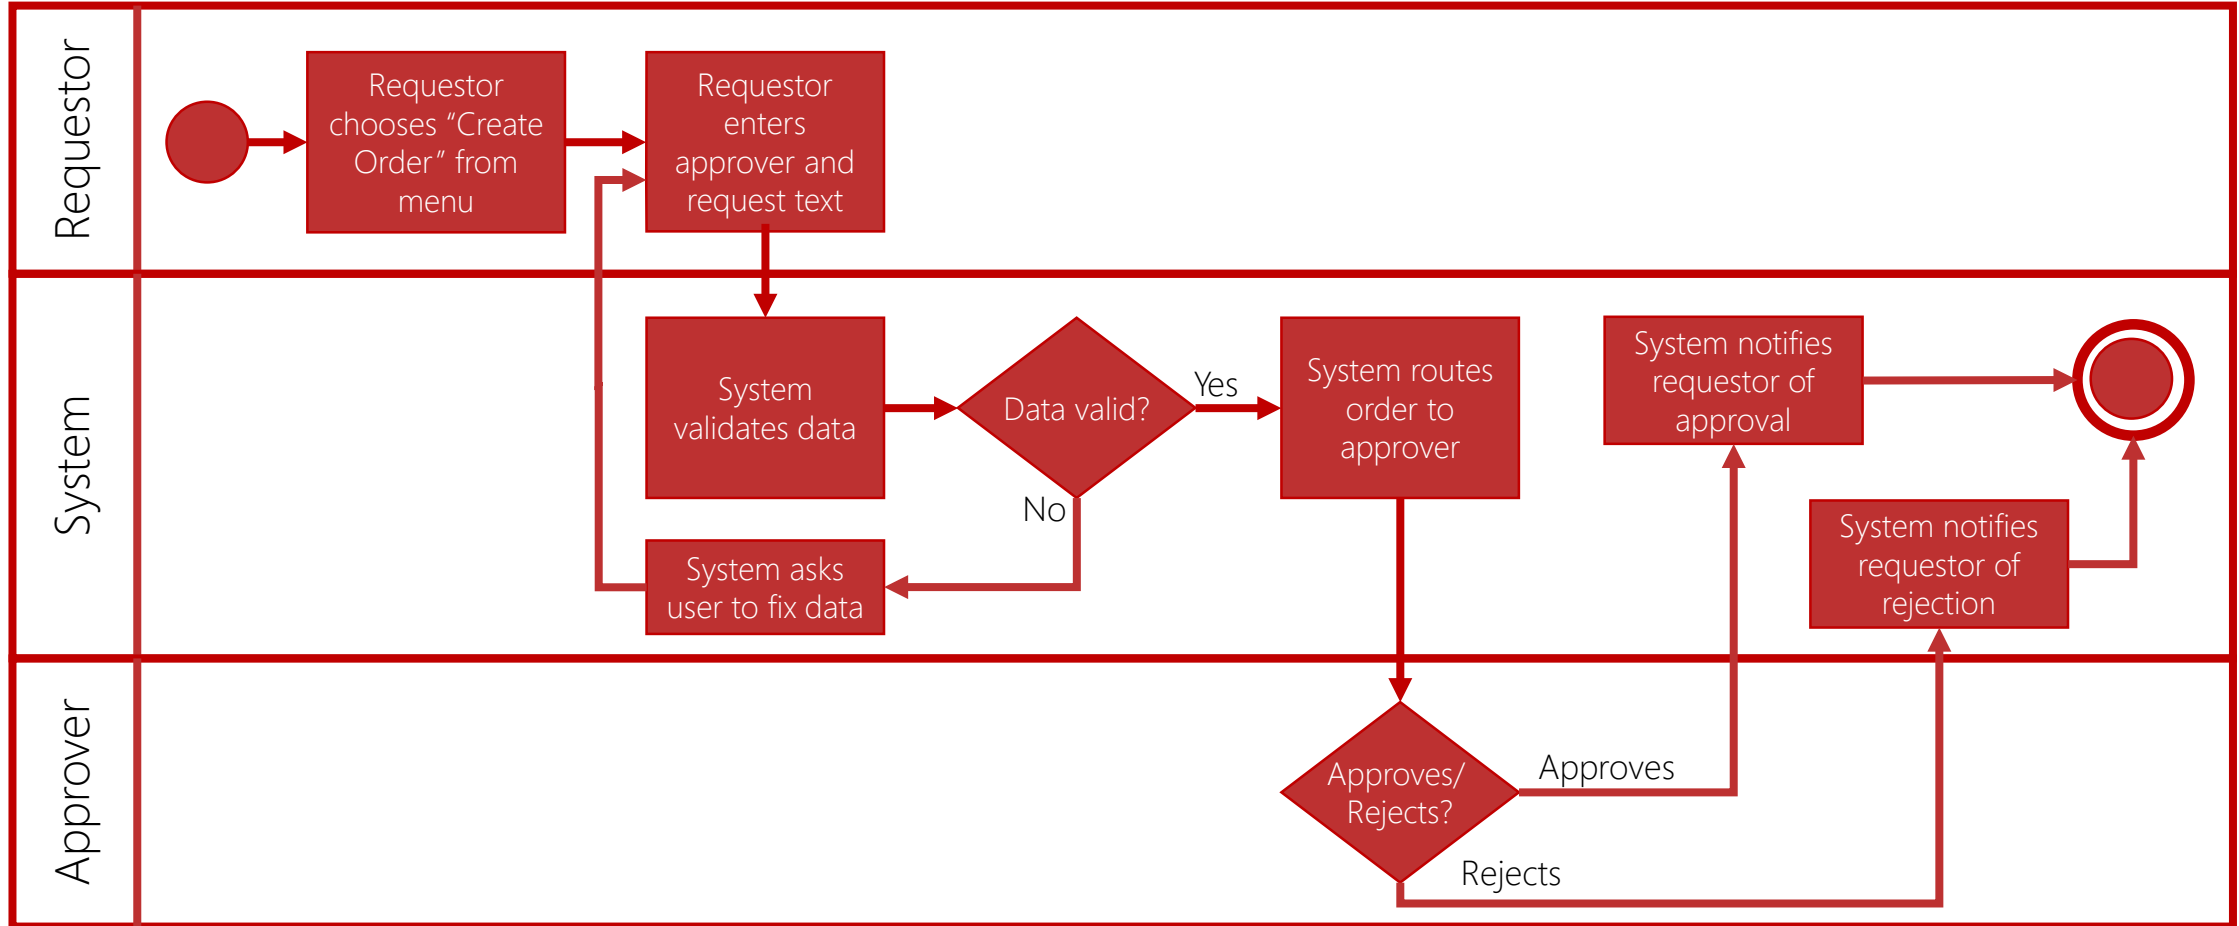 Requestor
Requestor
chooses “Create
Order” from
menu
Requestor
enters
approver and
request text
System
System
validates data
Data valid?
Yes
No
System asks
user to fix data
System routes
order to
approver
System notifies
requestor of
approval
System notifies
requestor of
rejection
Approver
Approves/
Rejects?
Approves
Rejects